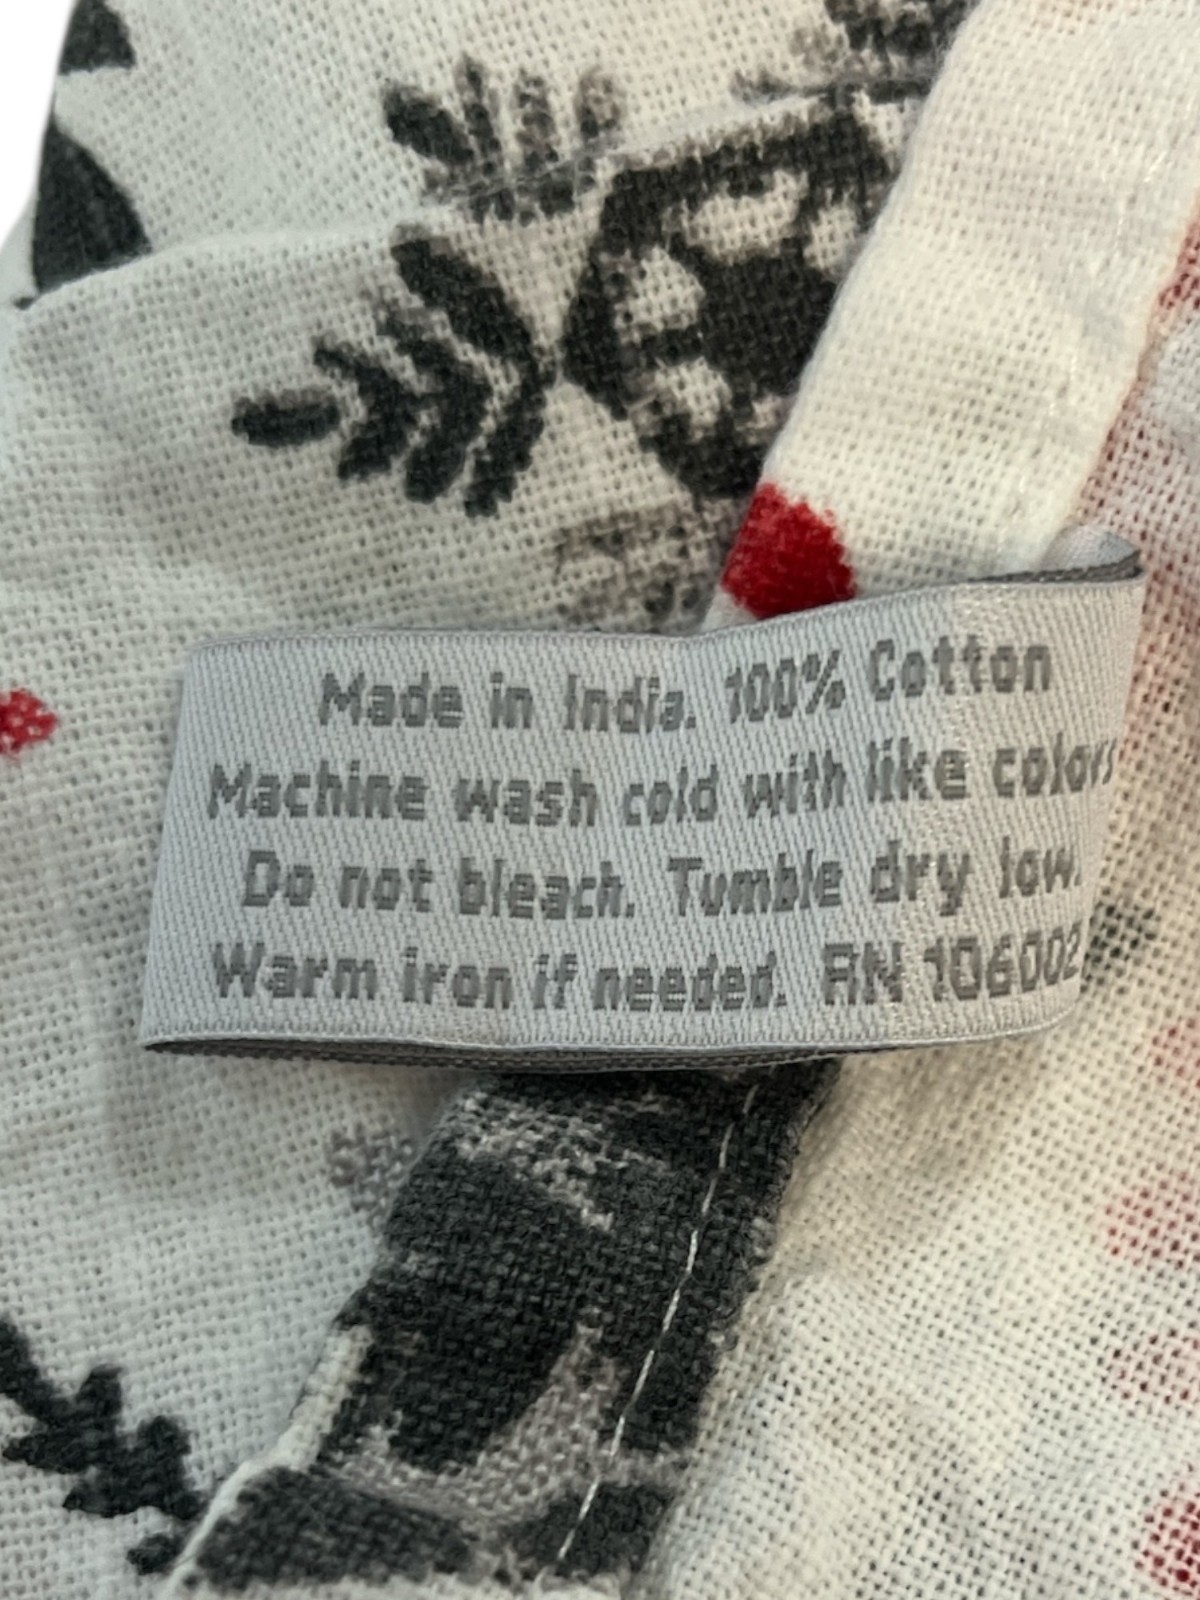 Made in India. 100% Cotton
Machine wash cold with like colors
Do not bleach. Tumble dry low.
Warm iron if needed. RN 106002